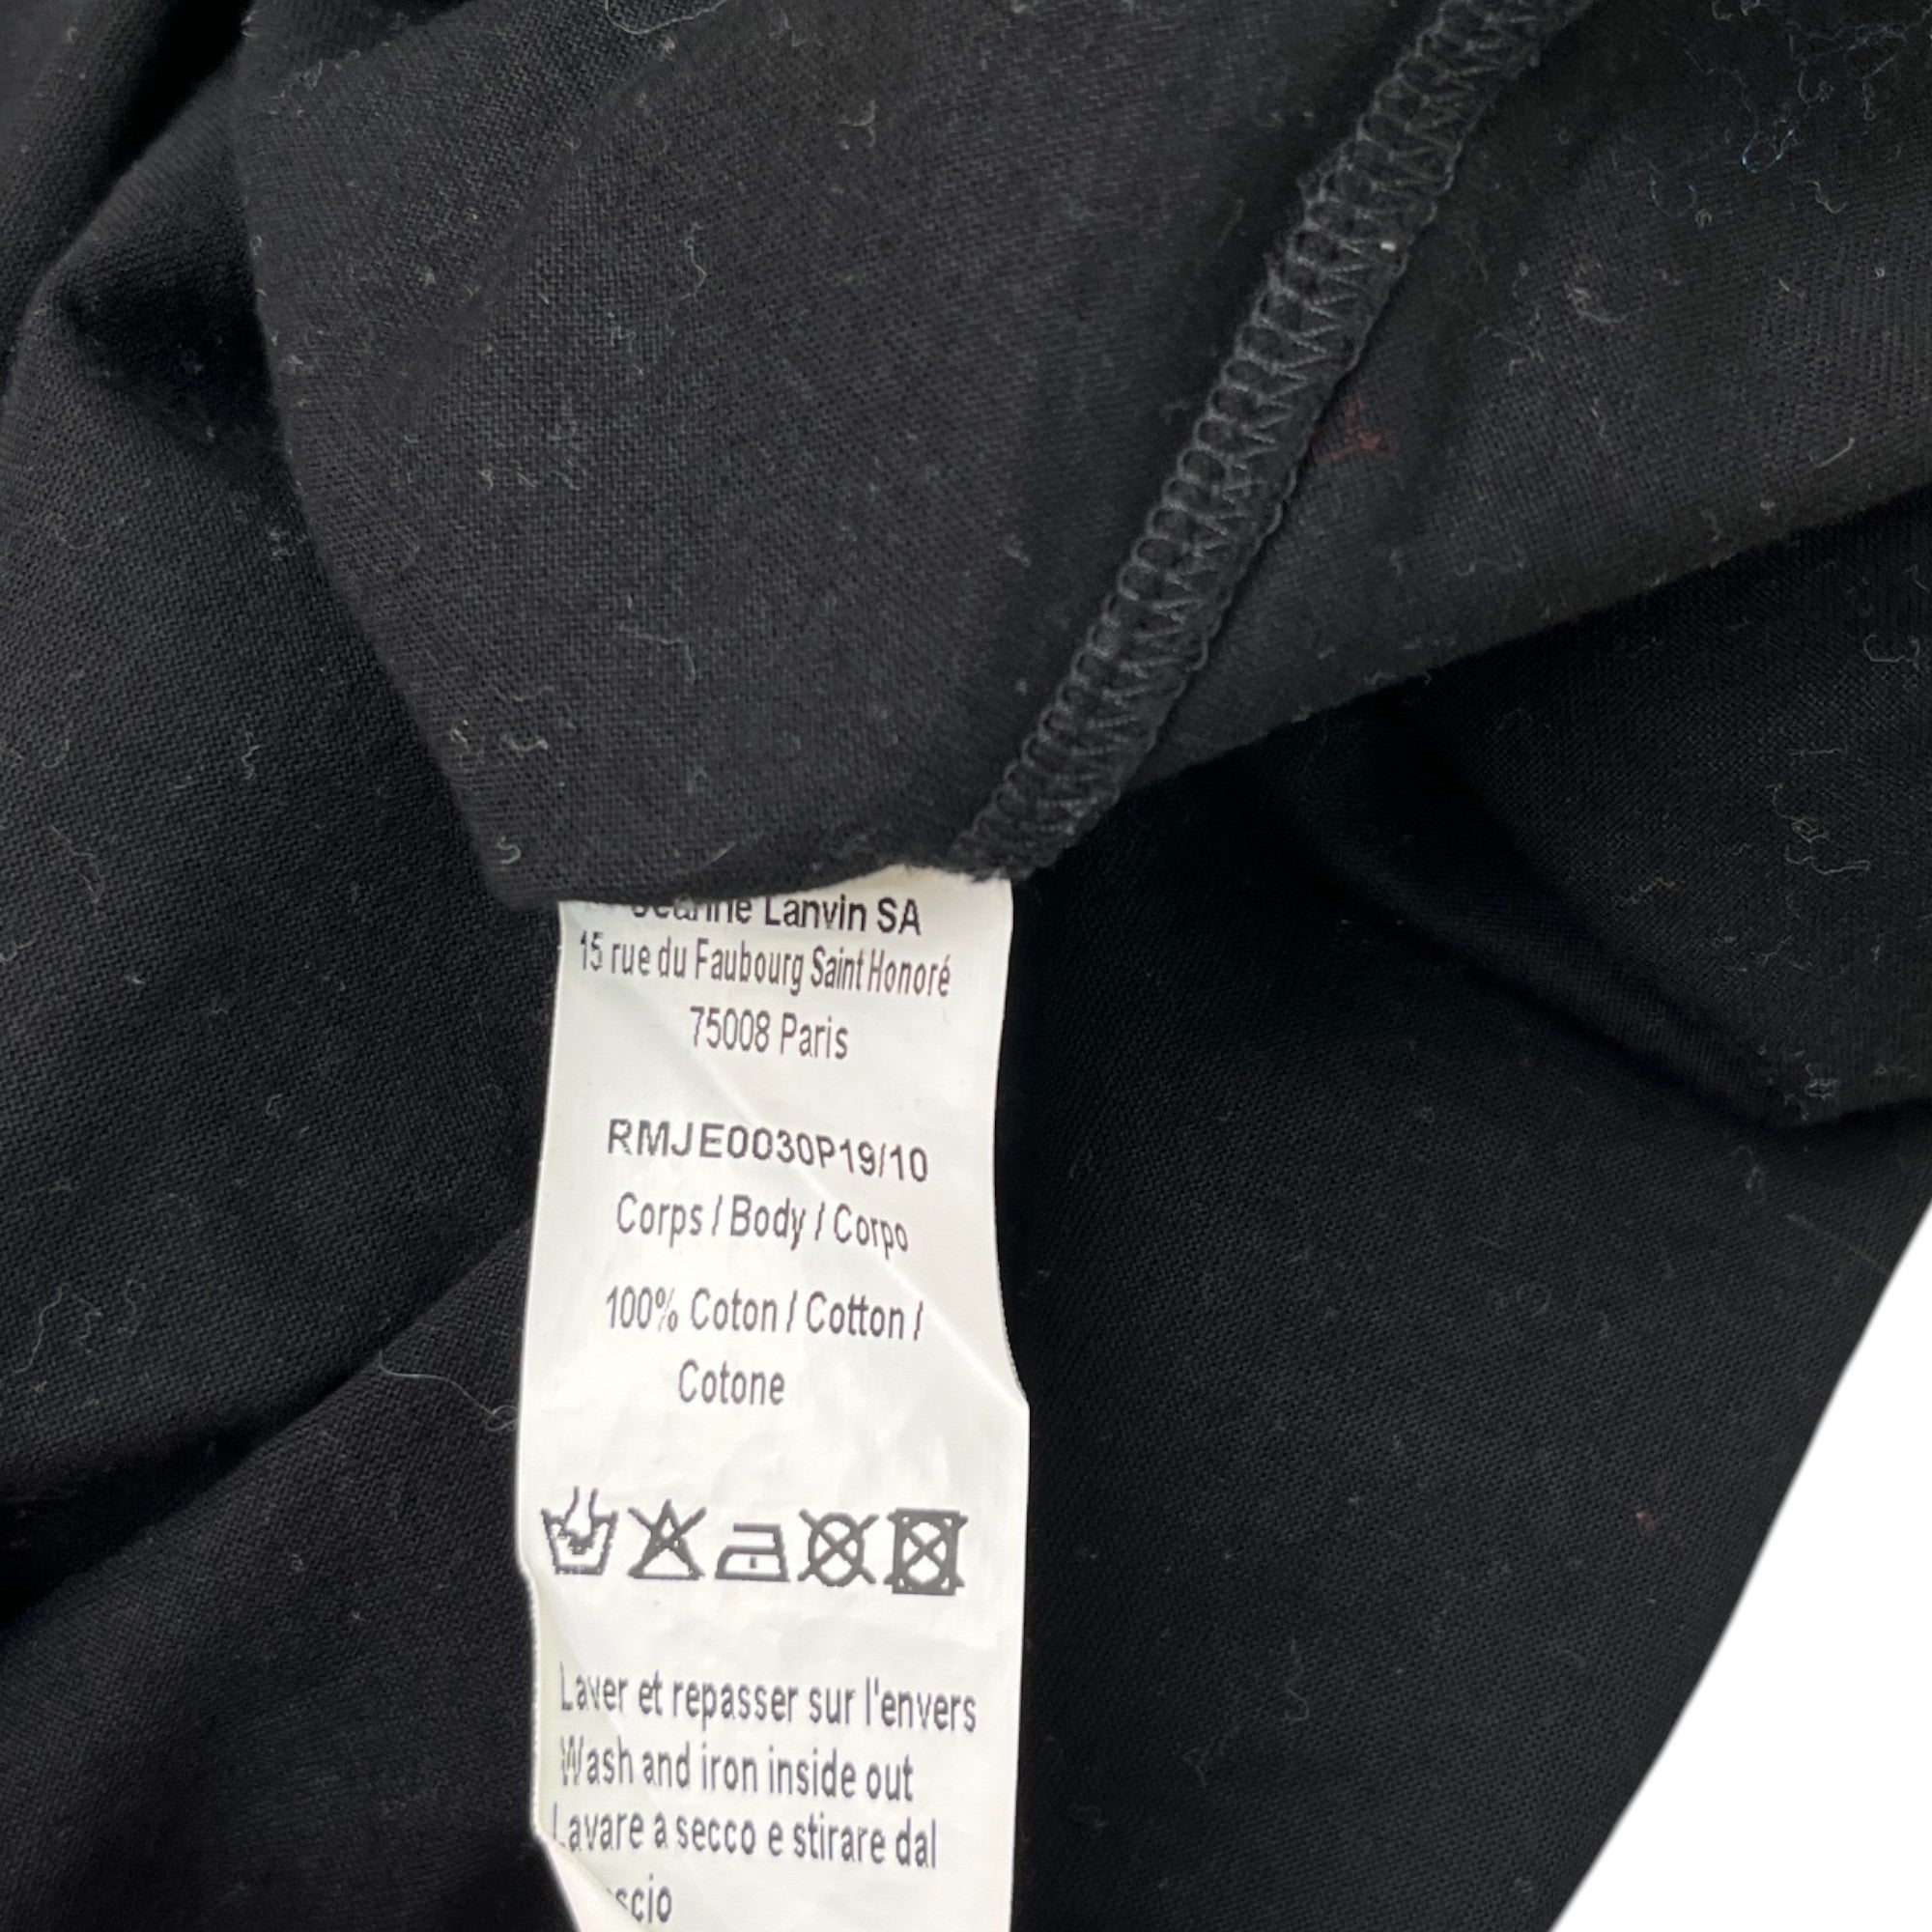 Jeanne Lanvin SA
15 rue du Faubourg Saint Honoré
75008 Paris
RMJE0030P19/10
Corps / Body / Corpo
100% Coton / Cotton /
Cotone
Laver et repasser sur l'envers
Wash and iron inside out
Lavare a secco e stirare dal